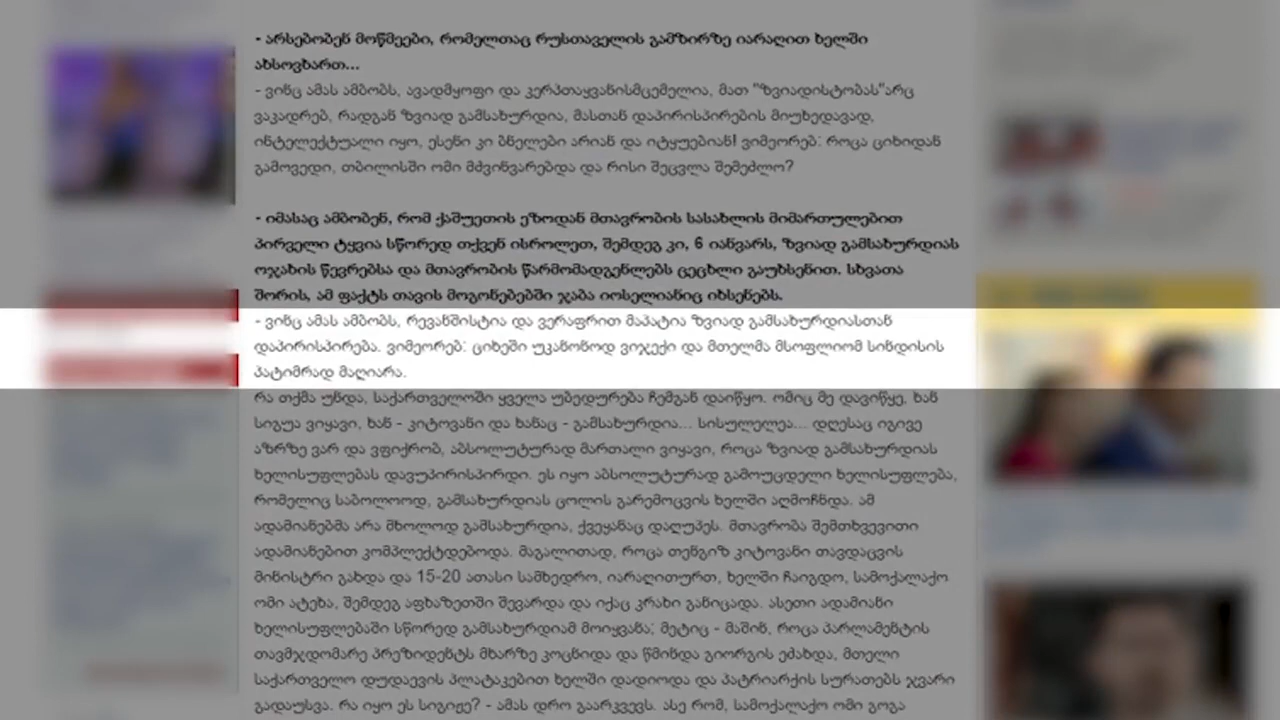 - არსებობენ მოწმეები, რომელთაც რუსთაველის გამზირზე იარაღით ხელში
ახსოვხართ...
- ვინც ამას ამბობს, ავადმყოფი და კერპთაყვანისმცემელია, მათ "ზვიადისტობას"არც
ვაკადრებ, რადგან ზვიად გამსახურდია, მასთან დაპირისპირების მიუხედავად,
ინტელექტუალი იყო, ესენი კი ბნელები არიან და იტყუებიან! ვიმეორებ: როცა ციხიდან
გამოვედი, თბილისში ომი მძვინვარებდა და რისი შეცვლა შემეძლო?
- იმასაც ამბობენ, რომ ქაშუეთის ეზოდან მთავრობის სასახლის მიმართულებით
პირველი ტყვია სწორედ თქვენ ისროლეთ, შემდეგ კი, 6 იანვარს, ზვიად გამსახურდიას
ოჯახის წევრებსა და მთავრობის წარმომადგენლებს ცეცხლი გაუხსენით. სხვათა
შორის, ამ ფაქტს თავის მოგონებებში ჯაბა იოსელიანიც იხსენებს.
- ვინც ამას ამბობს, რევანშისტია და ვერაფრით მაპატია ზვიად გამსახურდიასთან
დაპირისპირება. ვიმეორებ: ციხეში უკანონოდ ვიჯექი და მთელმა მსოფლიომ სინდისის
პატიმრად მაღიარა.
რა თქმა უნდა, საქართველოში ყველა უბედურება ჩემგან დაიწყო. ომიც მე დავიწყე, ხან
სიგუა ვიყავი, ხან - კიტოვანი და ხანაც - გამსახურდია... სისულელეა... დღესაც იგივე
აზრზე ვარ და ვფიქრობ, აბსოლუტურად მართალი ვიყავი, როცა ზვიად გამსახურდიას
ხელისუფლებას დავუპირისპირდი. ეს იყო აბსოლუტურად გამოუცდელი ხელისუფლება,
რომელიც საბოლოოდ, გამსახურდიას ცოლის გარემოცვის ხელში აღმოჩნდა. ამ
ადამიანებმა არა მხოლოდ გამსახურდია, ქვეყანაც დაღუპეს. მთავრობა შემთხვევითი
ადამიანებით კომპლექტდებოდა. მაგალითად, როცა თენგიზ კიტოვანი თავდაცვის
მინისტრი გახდა და 15-20 ათასი სამხედრო, იარაღითურთ, ხელში ჩაიგდო, სამოქალაქო
ომი ატეხა, შემდეგ აფხაზეთში შევარდა და იქაც კრახი განიცადა. ასეთი ადამიანი
ხელისუფლებაში სწორედ გამსახურდიამ მოიყვანა; მეტიც - მაშინ, როცა პარლამენტის
თავმჯდომარე პრეზიდენტს მხარზე კოცნიდა და წმინდა გიორგის ეძახდა, მთელი
საქართველო დუდაევის პლატაკებით ხელში დადიოდა და პატრიარქის სურათებს ჯვარი
გადაუსვა. რა იყო ეს სიგიჟე? - ამას დრო გაარკვევს. ასე რომ, სამოქალაქო ომი გოგა